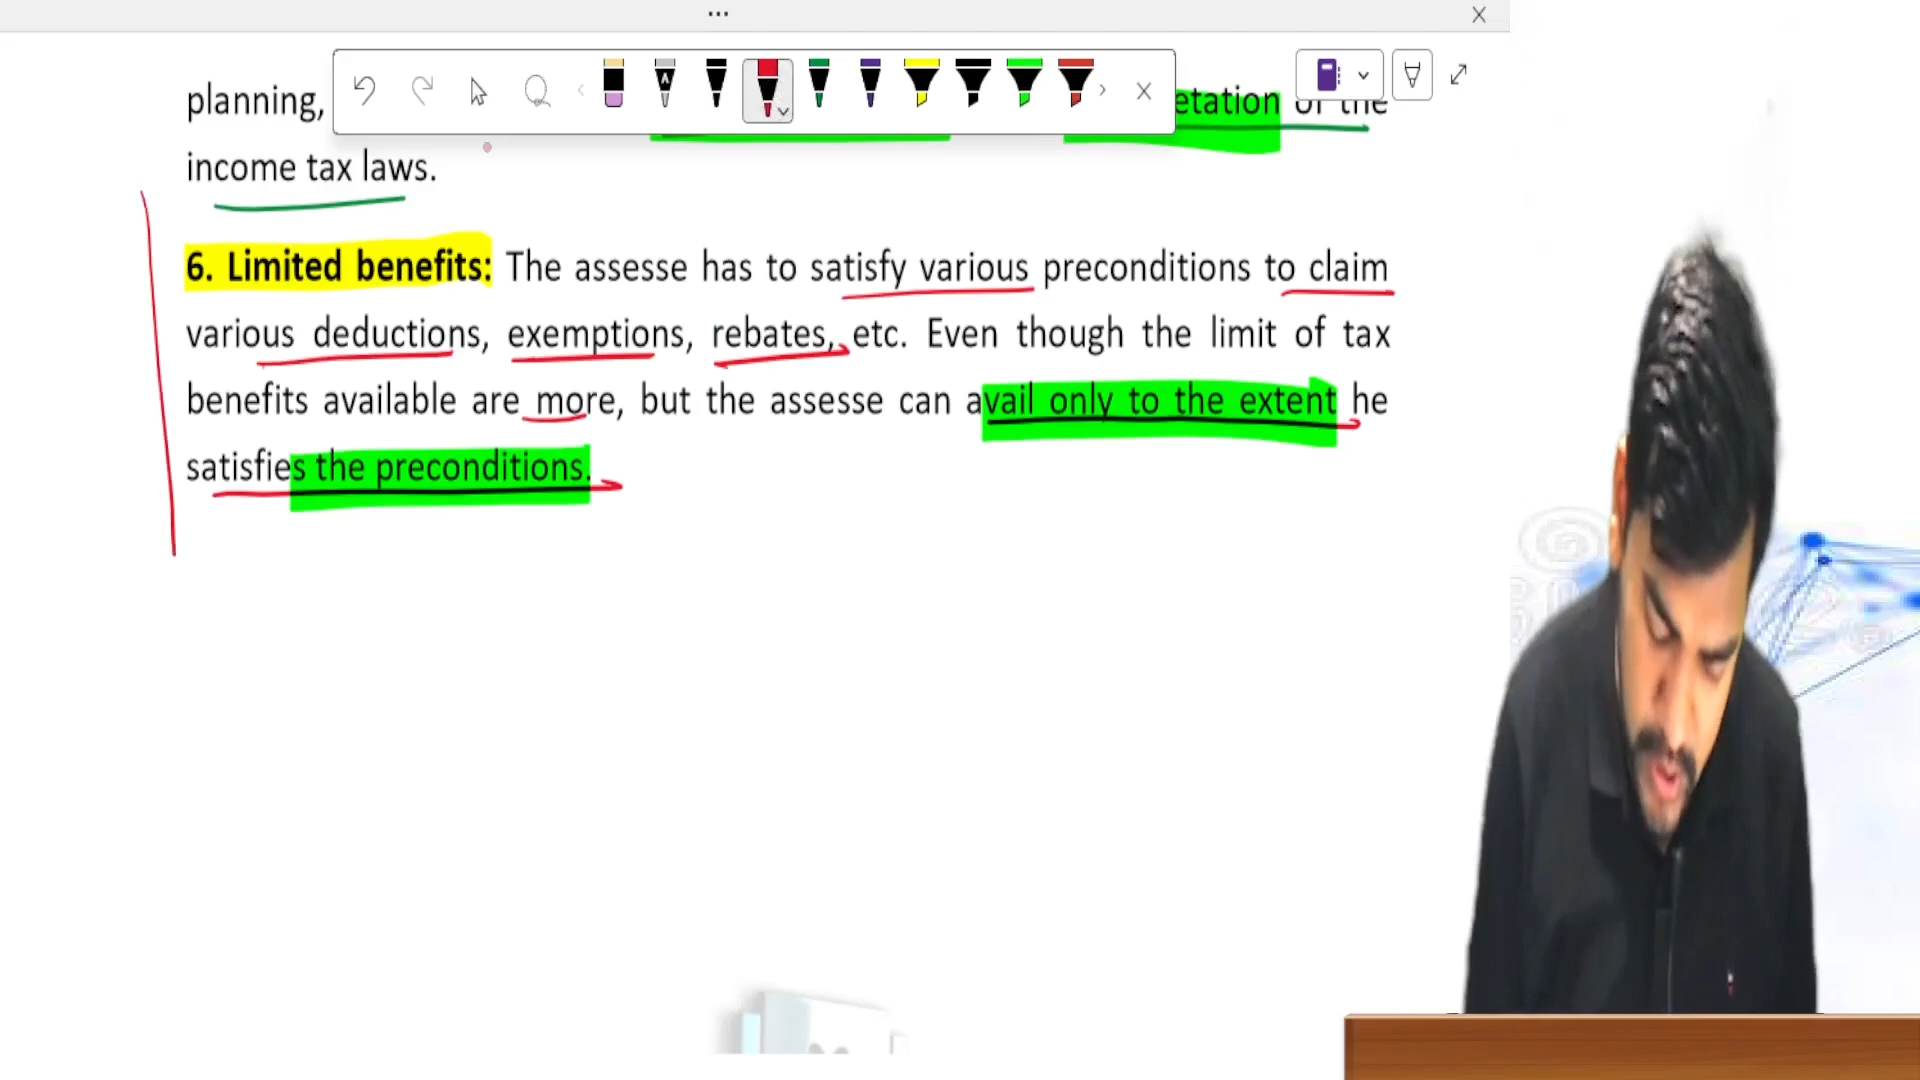 planning, etation of the
income tax laws.
6. Limited benefits: The assesse has to satisfy various preconditions to claim
various deductions, exemptions, rebates, etc. Even though the limit of tax
benefits available are more, but the assesse can avail only to the extent he
satisfies the preconditions.